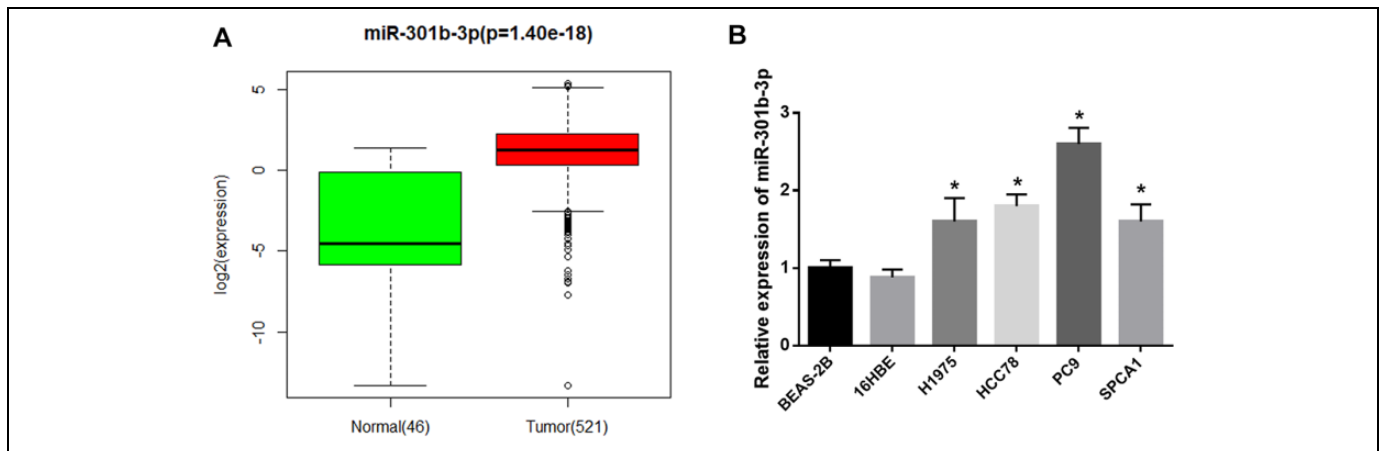 A
miR-301b-3p(p=1.40e-18)
log2(expression)
5
0
-5
-10
Normal(46)
Tumor(521)
B
Relative expression of miR-301b-3p
3
2
1
0
*
*
*
*
BEAS-2B
16HBE
H1975
HCC78
PC9
SPCA1